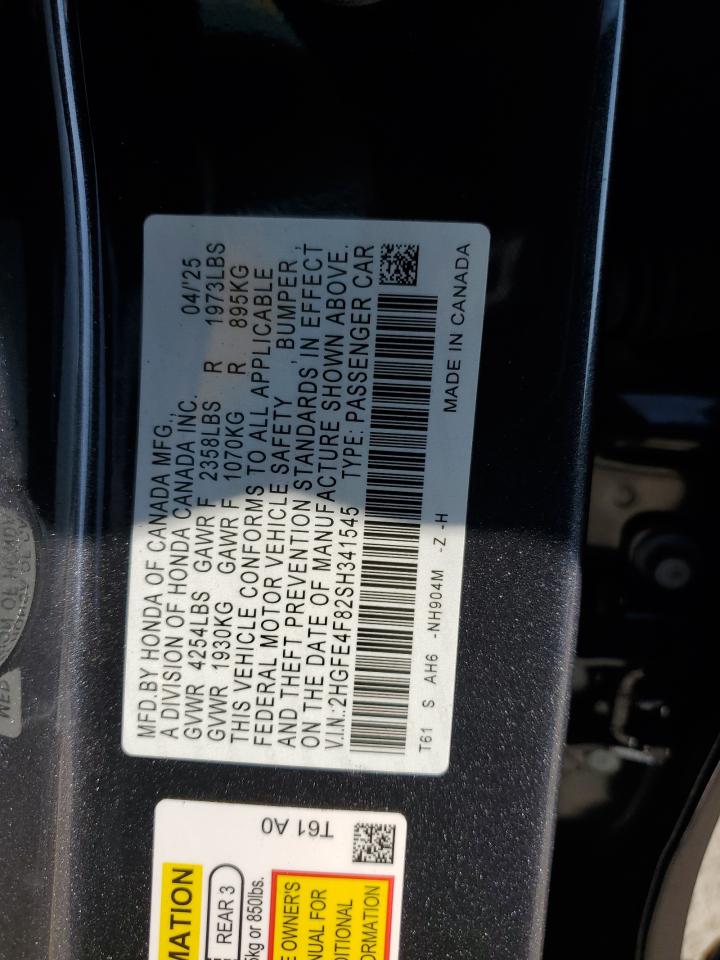 MFD.BY HONDA OF CANADA MFG.,
A DIVISION OF HONDA CANADA INC. 04/'25
GVWR 4254LBS GAWR F 2358LBS R 1973LBS
GVWR 1930KG GAWR F 1070KG R 895KG
THIS VEHICLE CONFORMS TO ALL APPLICABLE
FEDERAL MOTOR VEHICLE SAFETY , BUMPER,
AND THEFT PREVENTION STANDARDS IN EFFECT
ON THE DATE OF MANUFACTURE SHOWN ABOVE.
V.I.N.:2HGFE4F82SH341545 TYPE: PASSENGER CAR
T61 S AH6 -NH904M -Z -H MADE IN CANADA
T61 A0
MATION
REAR 3
kg or 850lbs.
E OWNER'S
NUAL FOR
DITIONAL
ORMATION